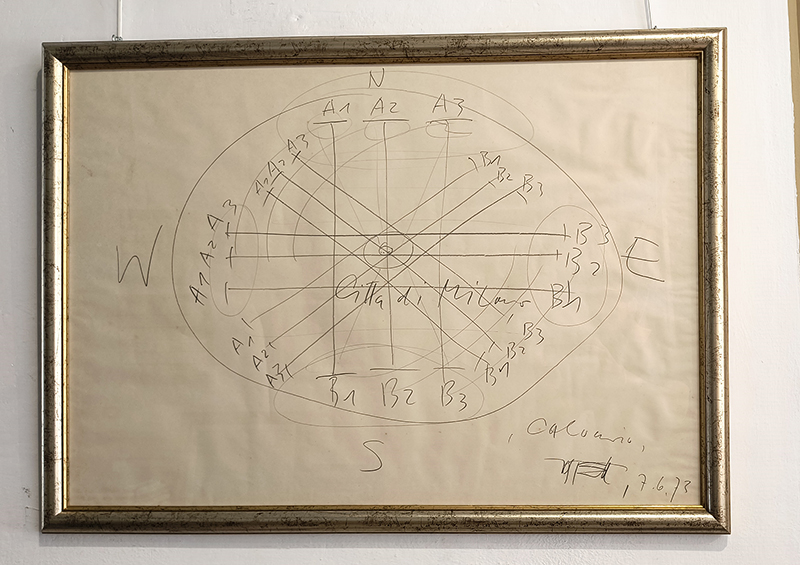 N
A1 A2 A3
A1 A2 A3
B1 B2 B3
A3
A2
A1
W
B3
B2
B1
E
Città di Milano
A1
A2
A3
B3
B2
B1
B1 B2 B3
S
, Calvario,
, 7.6.73